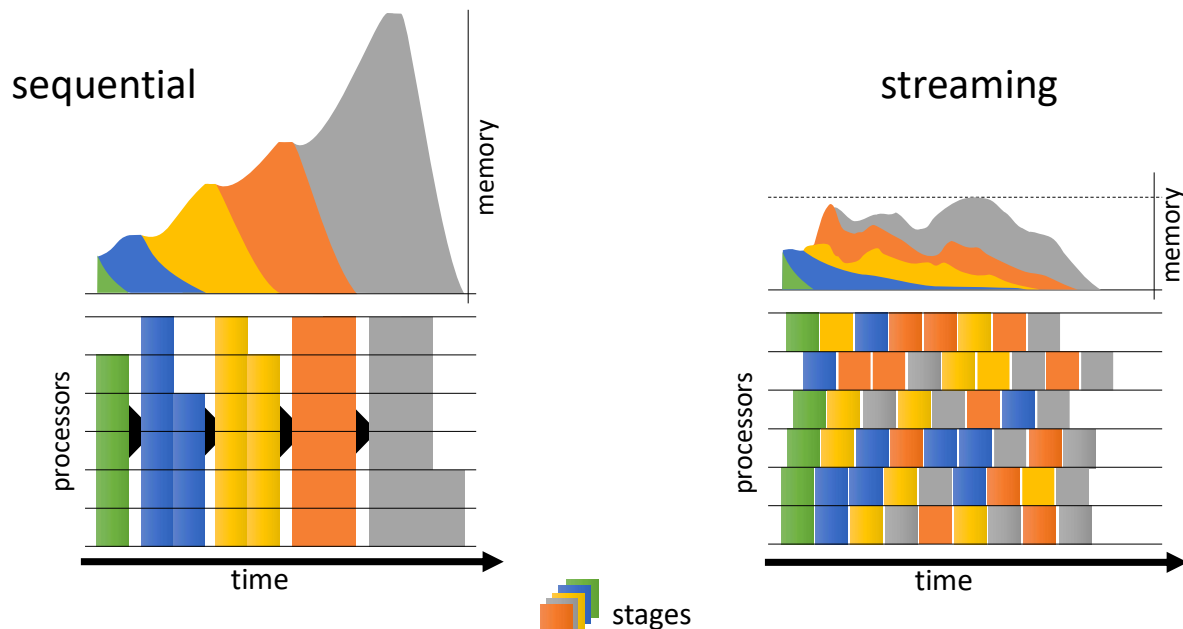 sequential
streaming
memory
memory
processors
processors
time
time
stages